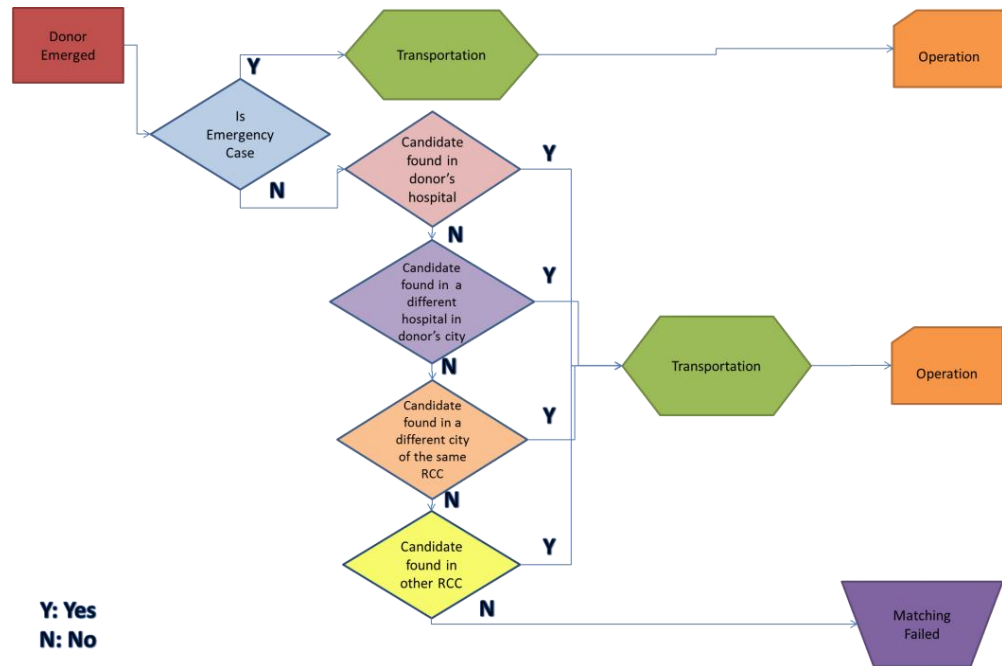 Donor
Emerged
Y
Transportation
Operation
Is
Emergency
Case
N
Candidate
found in
donor's
hospital
Y
N
Candidate
found in a
different
hospital in
donor's city
Y
N
Transportation
Operation
Candidate
found in a
different city
of the same
RCC
Y
N
Candidate
found in
other RCC
Y
N
Matching
Failed
Y: Yes
N: No